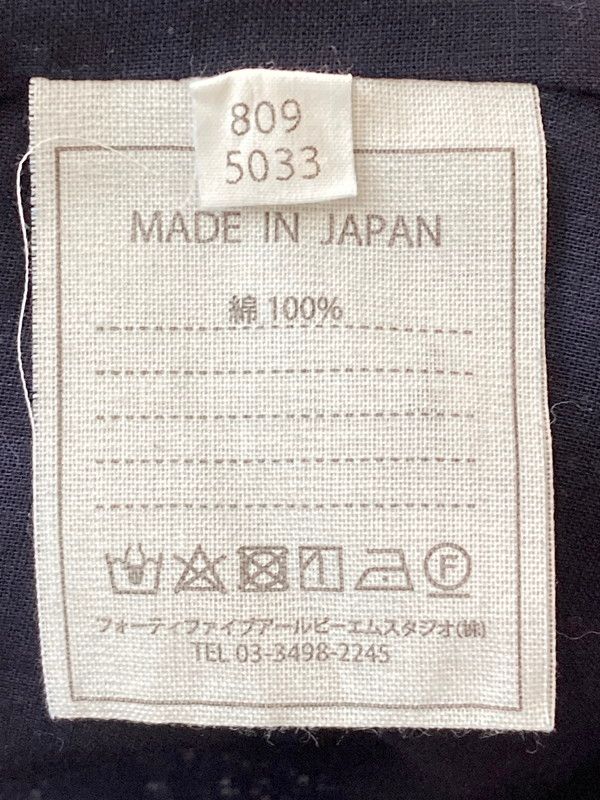 809
5033
MADE IN JAPAN
綿 100%
F
フォーティファイブアールピーエムスタジオ(株)
TEL 03-3498-2245